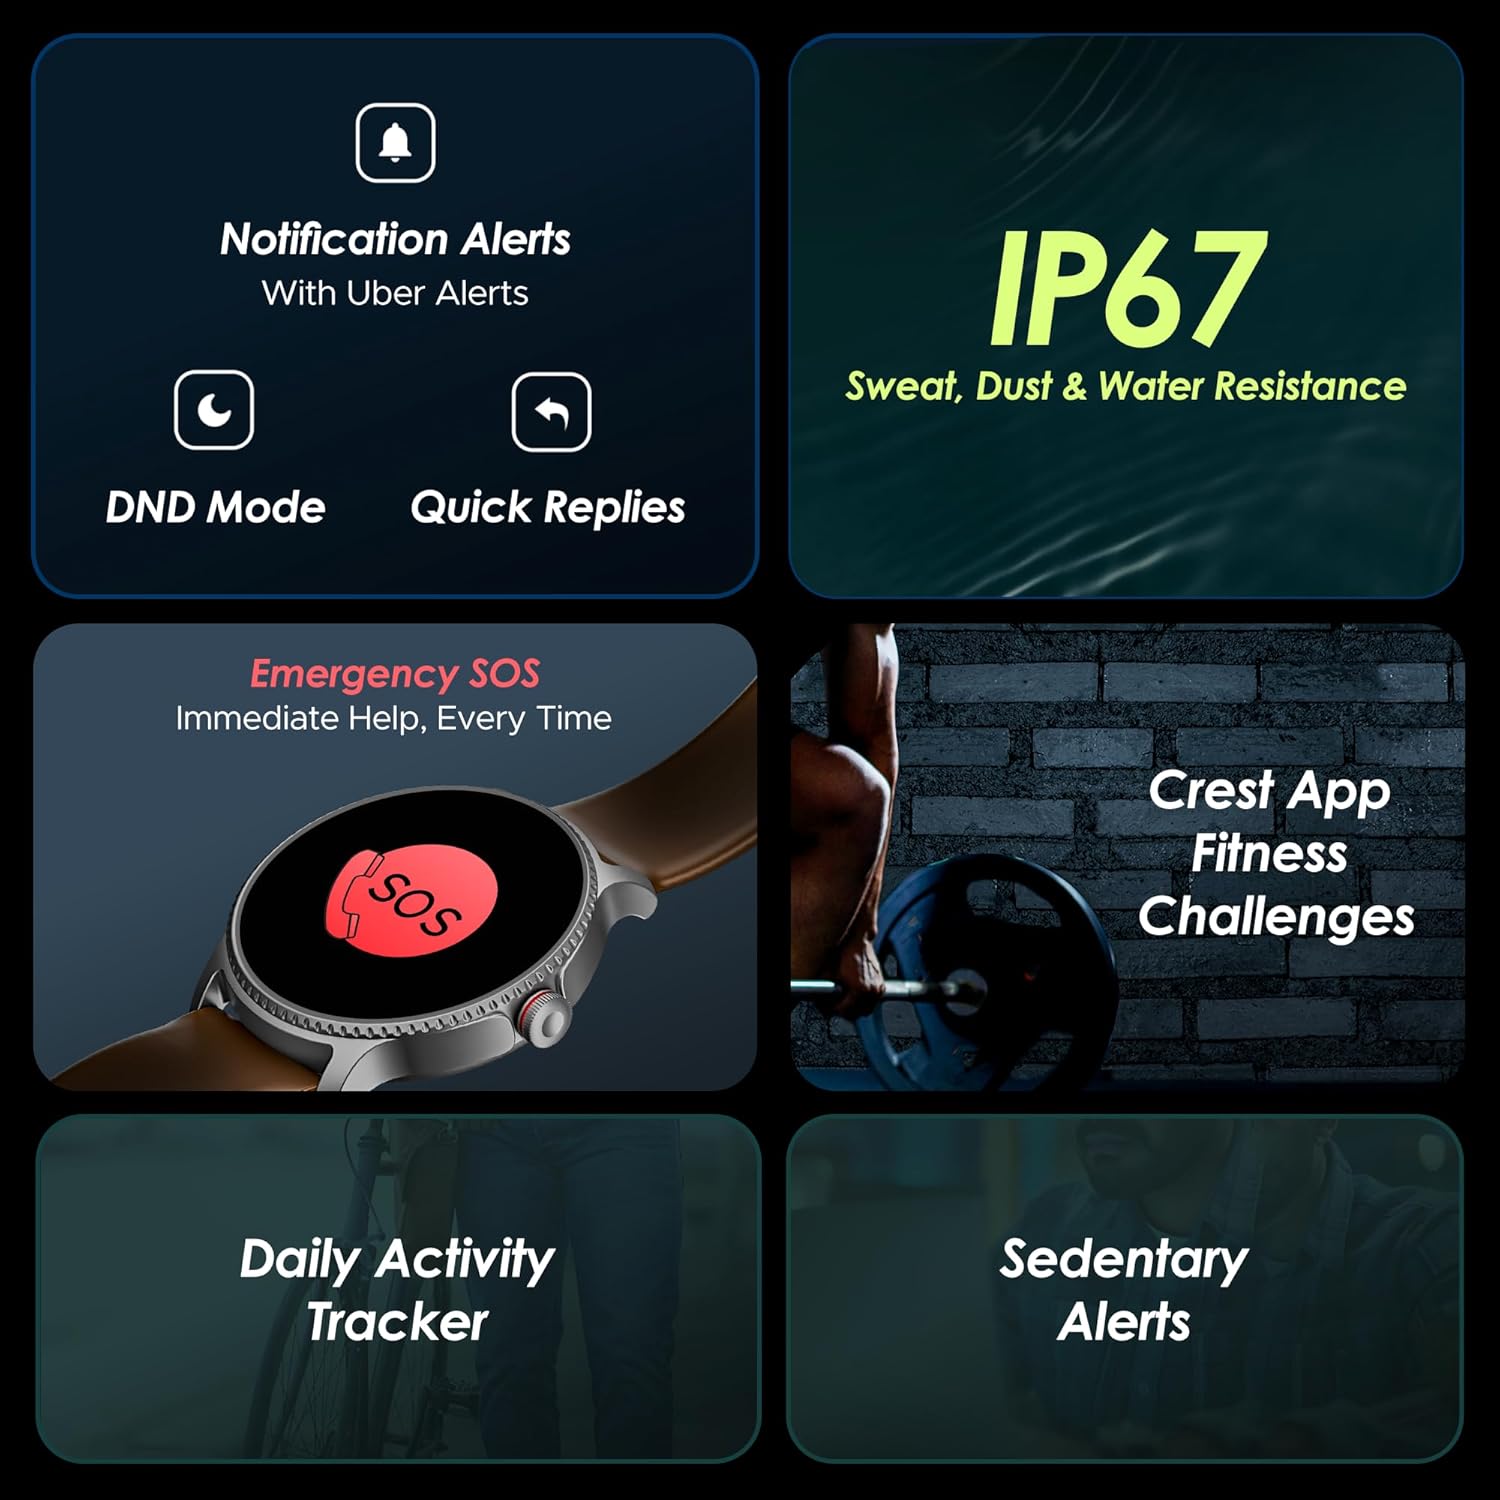 Notification Alerts
With Uber Alerts
DND Mode
Quick Replies
IP67
Sweat, Dust & Water Resistance
Emergency SOS
Immediate Help, Every Time
SOS
Crest App
Fitness
Challenges
Daily Activity
Tracker
Sedentary
Alerts